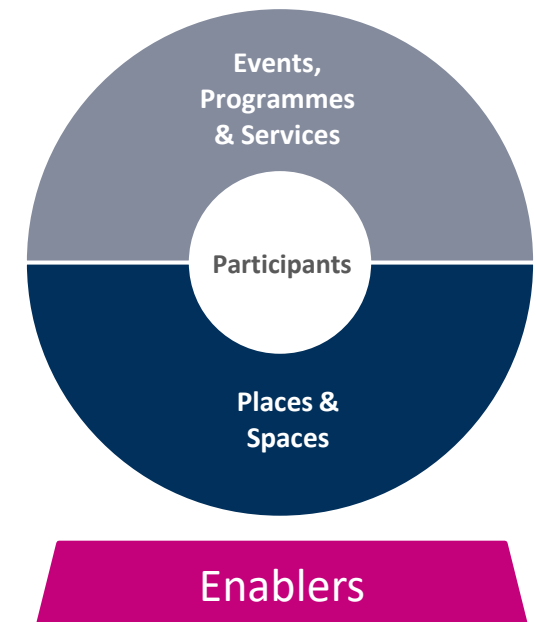 Events,
Programmes
& Services
Participants
Places &
Spaces
Enablers